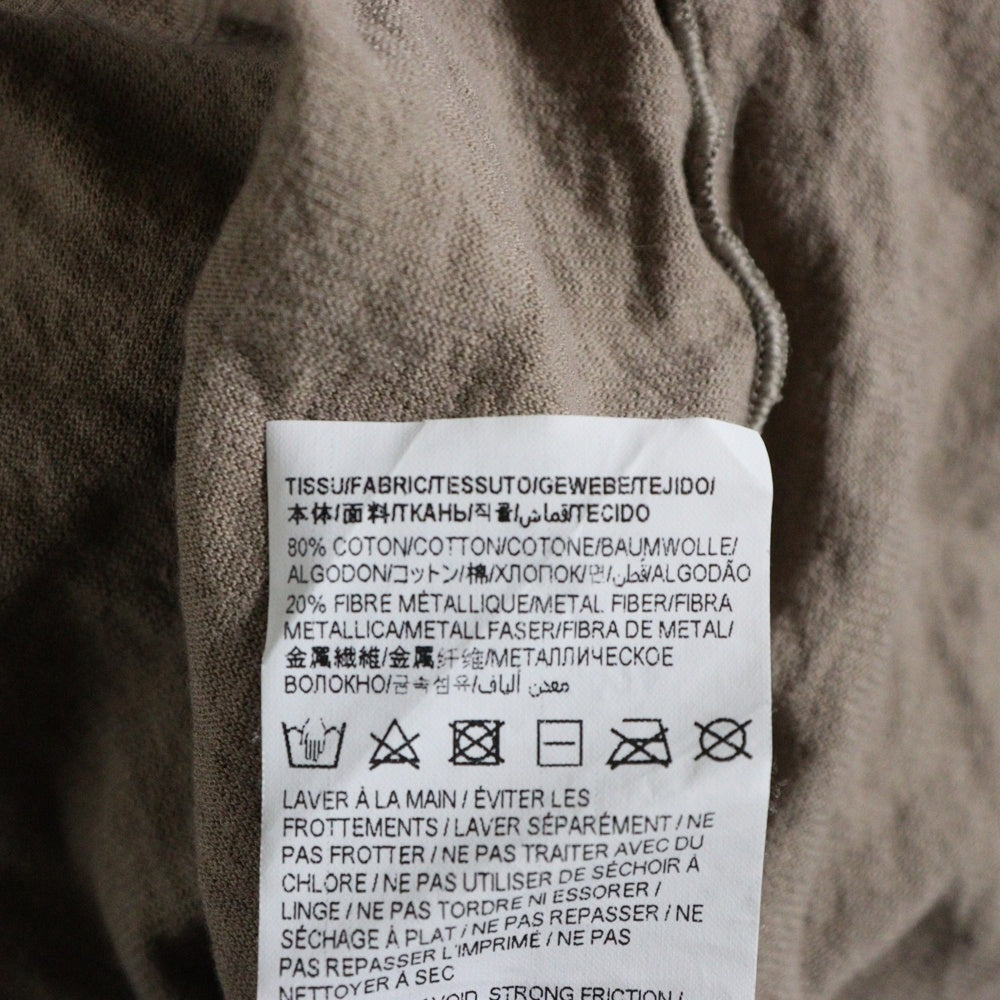 TISSU/FABRIC/TESSUTO/GEWEBE/TEJIDO/
本体/面料/ТКАНЬ/직물/قماش/TECIDO
80% COTON/COTTON/COTONE/BAUMWOLLE/
ALGODON/コットン/棉/ХЛОПОК/면/قطن/ALGODÃO
20% FIBRE MÉTALLIQUE/METAL FIBER/FIBRA
METALLICA/METALLFASER/FIBRA DE METAL/
金属繊維/金属纤维/МЕТАЛЛИЧЕСКОЕ
ВОЛОКНО/금속섬유/معدن ألياف
LAVER À LA MAIN / ÉVITER LES
FROTTEMENTS / LAVER SÉPARÉMENT / NE
PAS FROTTER / NE PAS TRAITER AVEC DU
CHLORE / NE PAS UTILISER DE SÉCHOIR À
LINGE / NE PAS TORDRE NI ESSORER /
SÉCHAGE À PLAT / NE PAS REPASSER / NE
PAS REPASSER L'IMPRIMÉ / NE PAS
NETTOYER À SEC
STRONG FRICTION /